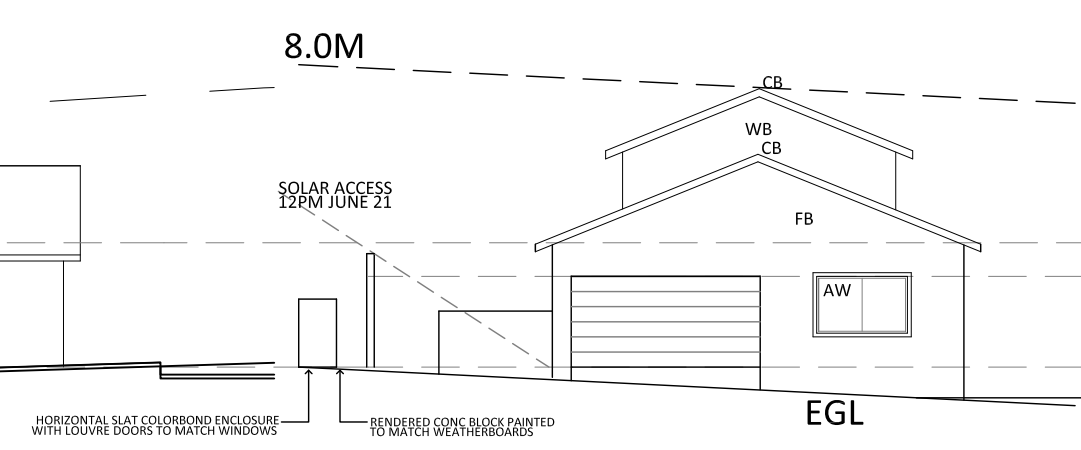 8.0M
CB
WB
CB
SOLAR ACCESS
12PM JUNE 21
FB
AW
EGL
HORIZONTAL SLAT COLORBOND ENCLOSURE
WITH LOUVRE DOORS TO MATCH WINDOWS
RENDERED CONC BLOCK PAINTED
TO MATCH WEATHERBOARDS